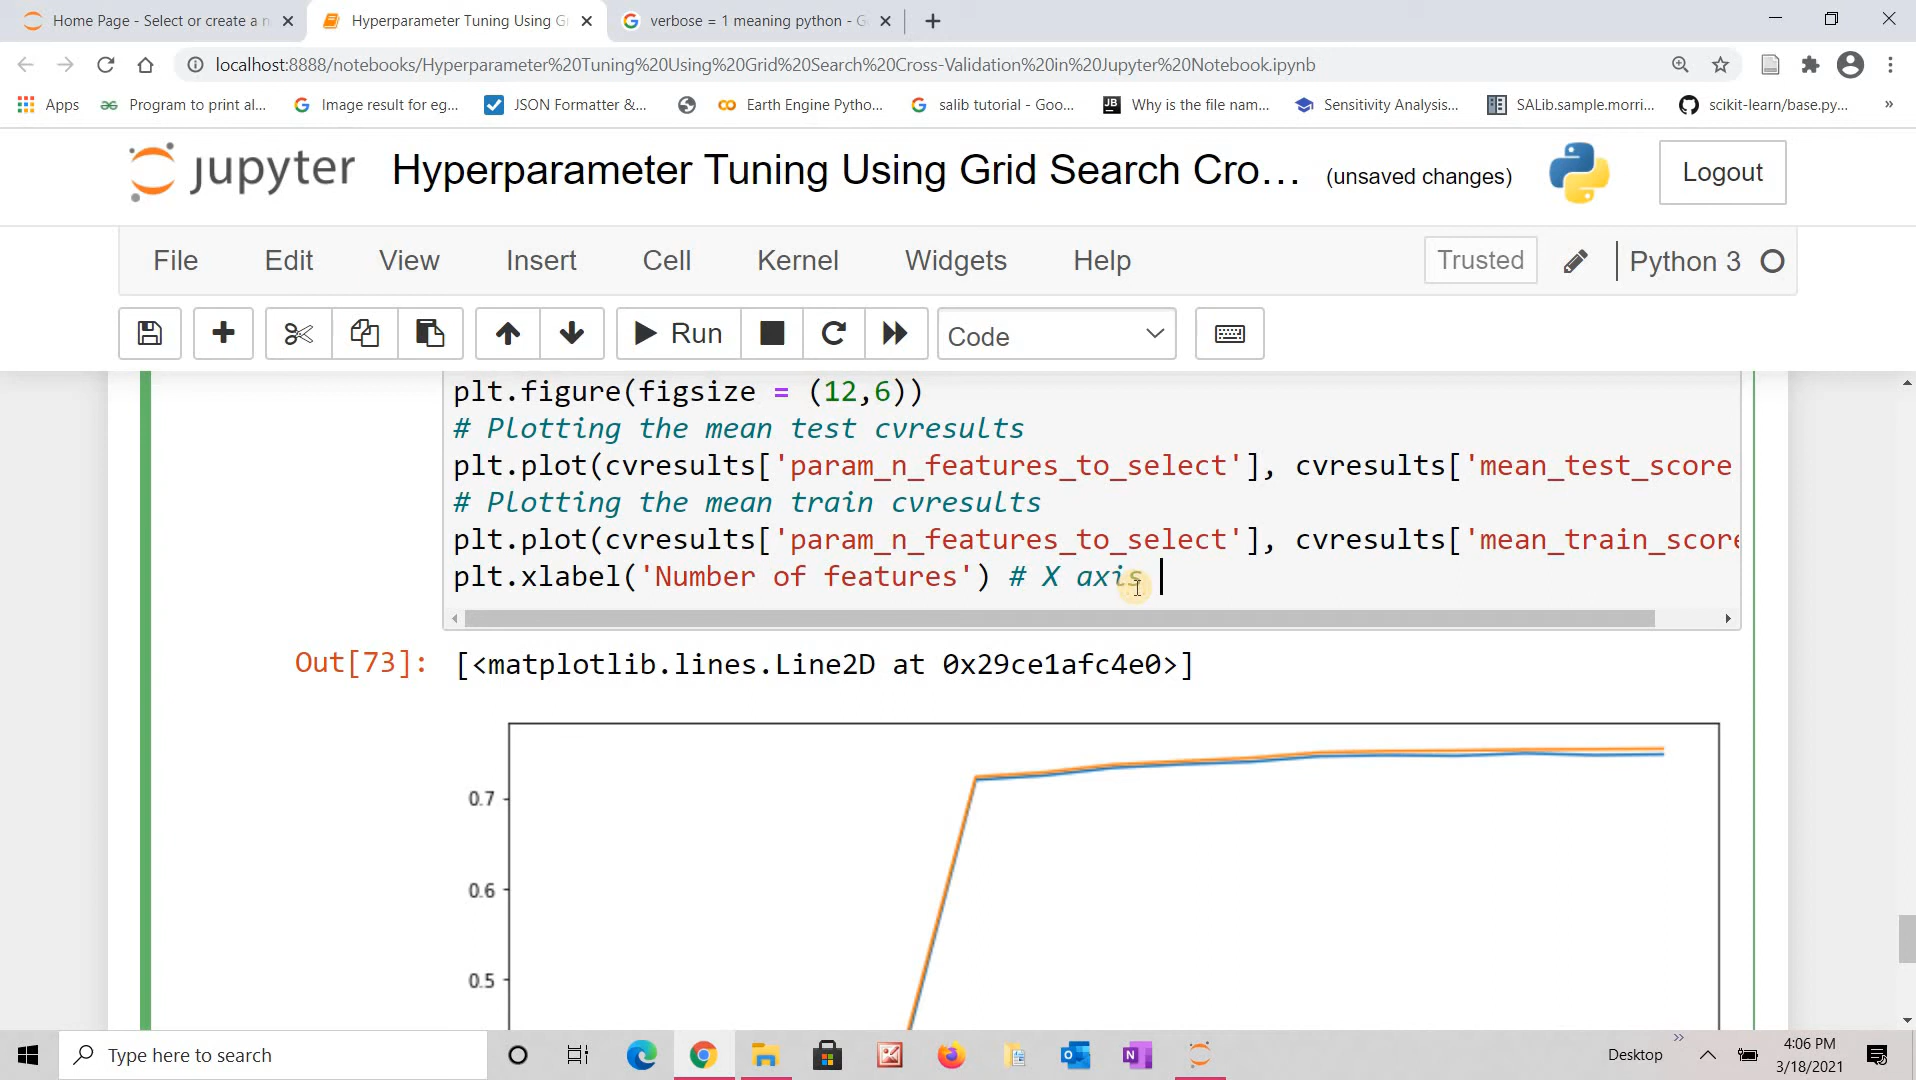 Home Page - Select or create a n
Hyperparameter Tuning Using G
verbose = 1 meaning python - G
localhost:8888/notebooks/Hyperparameter%20Tuning%20Using%20Grid%20Search%20Cross-Validation%20in%20Jupyter%20Notebook.ipynb
Apps
Program to print al...
Image result for eg...
JSON Formatter &...
Earth Engine Pytho...
salib tutorial - Goo...
Why is the file nam...
Sensitivity Analysis...
SALib.sample.morri...
scikit-learn/base.py...
»
jupyter
Hyperparameter Tuning Using Grid Search Cro...
(unsaved changes)
Logout
File
Edit
View
Insert
Cell
Kernel
Widgets
Help
Trusted
Python 3
Run
Code
plt.figure(figsize = (12,6))
# Plotting the mean test cvresults
plt.plot(cvresults['param_n_features_to_select'], cvresults['mean_test_score
# Plotting the mean train cvresults
plt.plot(cvresults['param_n_features_to_select'], cvresults['mean_train_score
plt.xlabel('Number of features') # X axis
Out[73]:
[<matplotlib.lines.Line2D at 0x29ce1afc4e0>]
0.7
0.6
0.5
Type here to search
Desktop
»
4:06 PM
3/18/2021